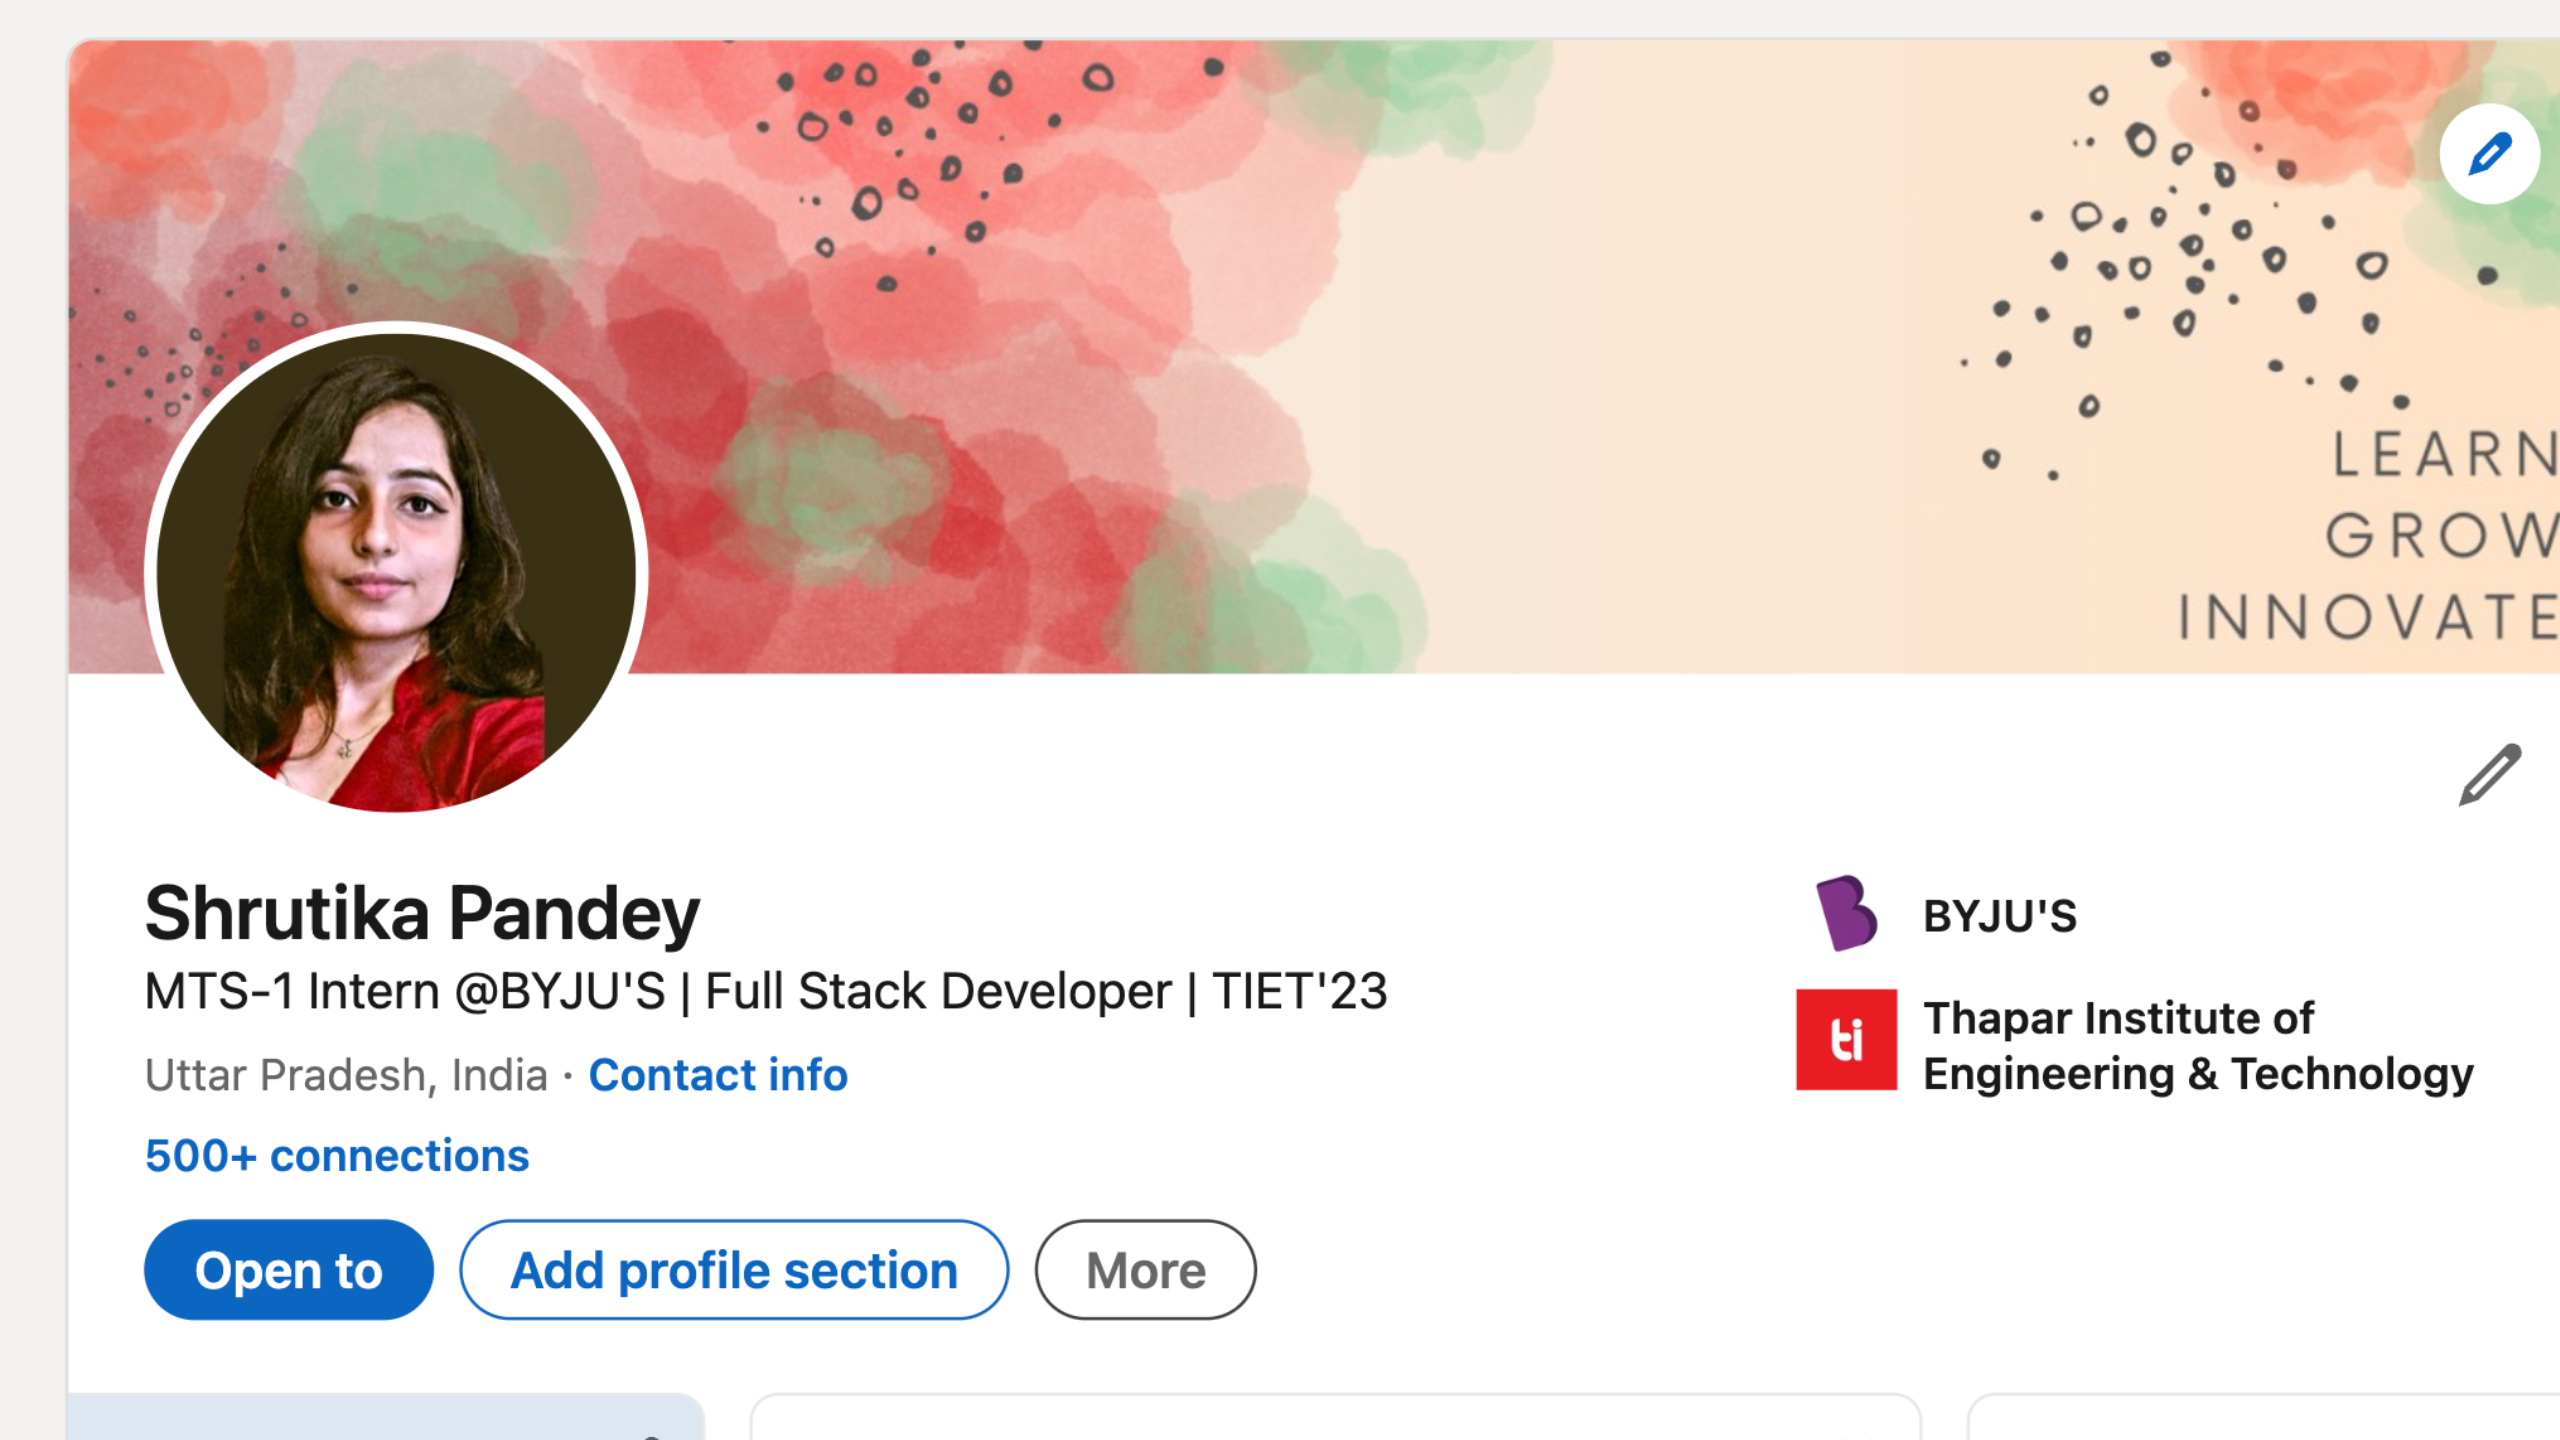 LEARN
GROW
INNOVATE
Shrutika Pandey
MTS-1 Intern @BYJU'S | Full Stack Developer | TIET'23
Uttar Pradesh, India · Contact info
500+ connections
Open to
Add profile section
More
BYJU'S
ti
Thapar Institute of
Engineering & Technology